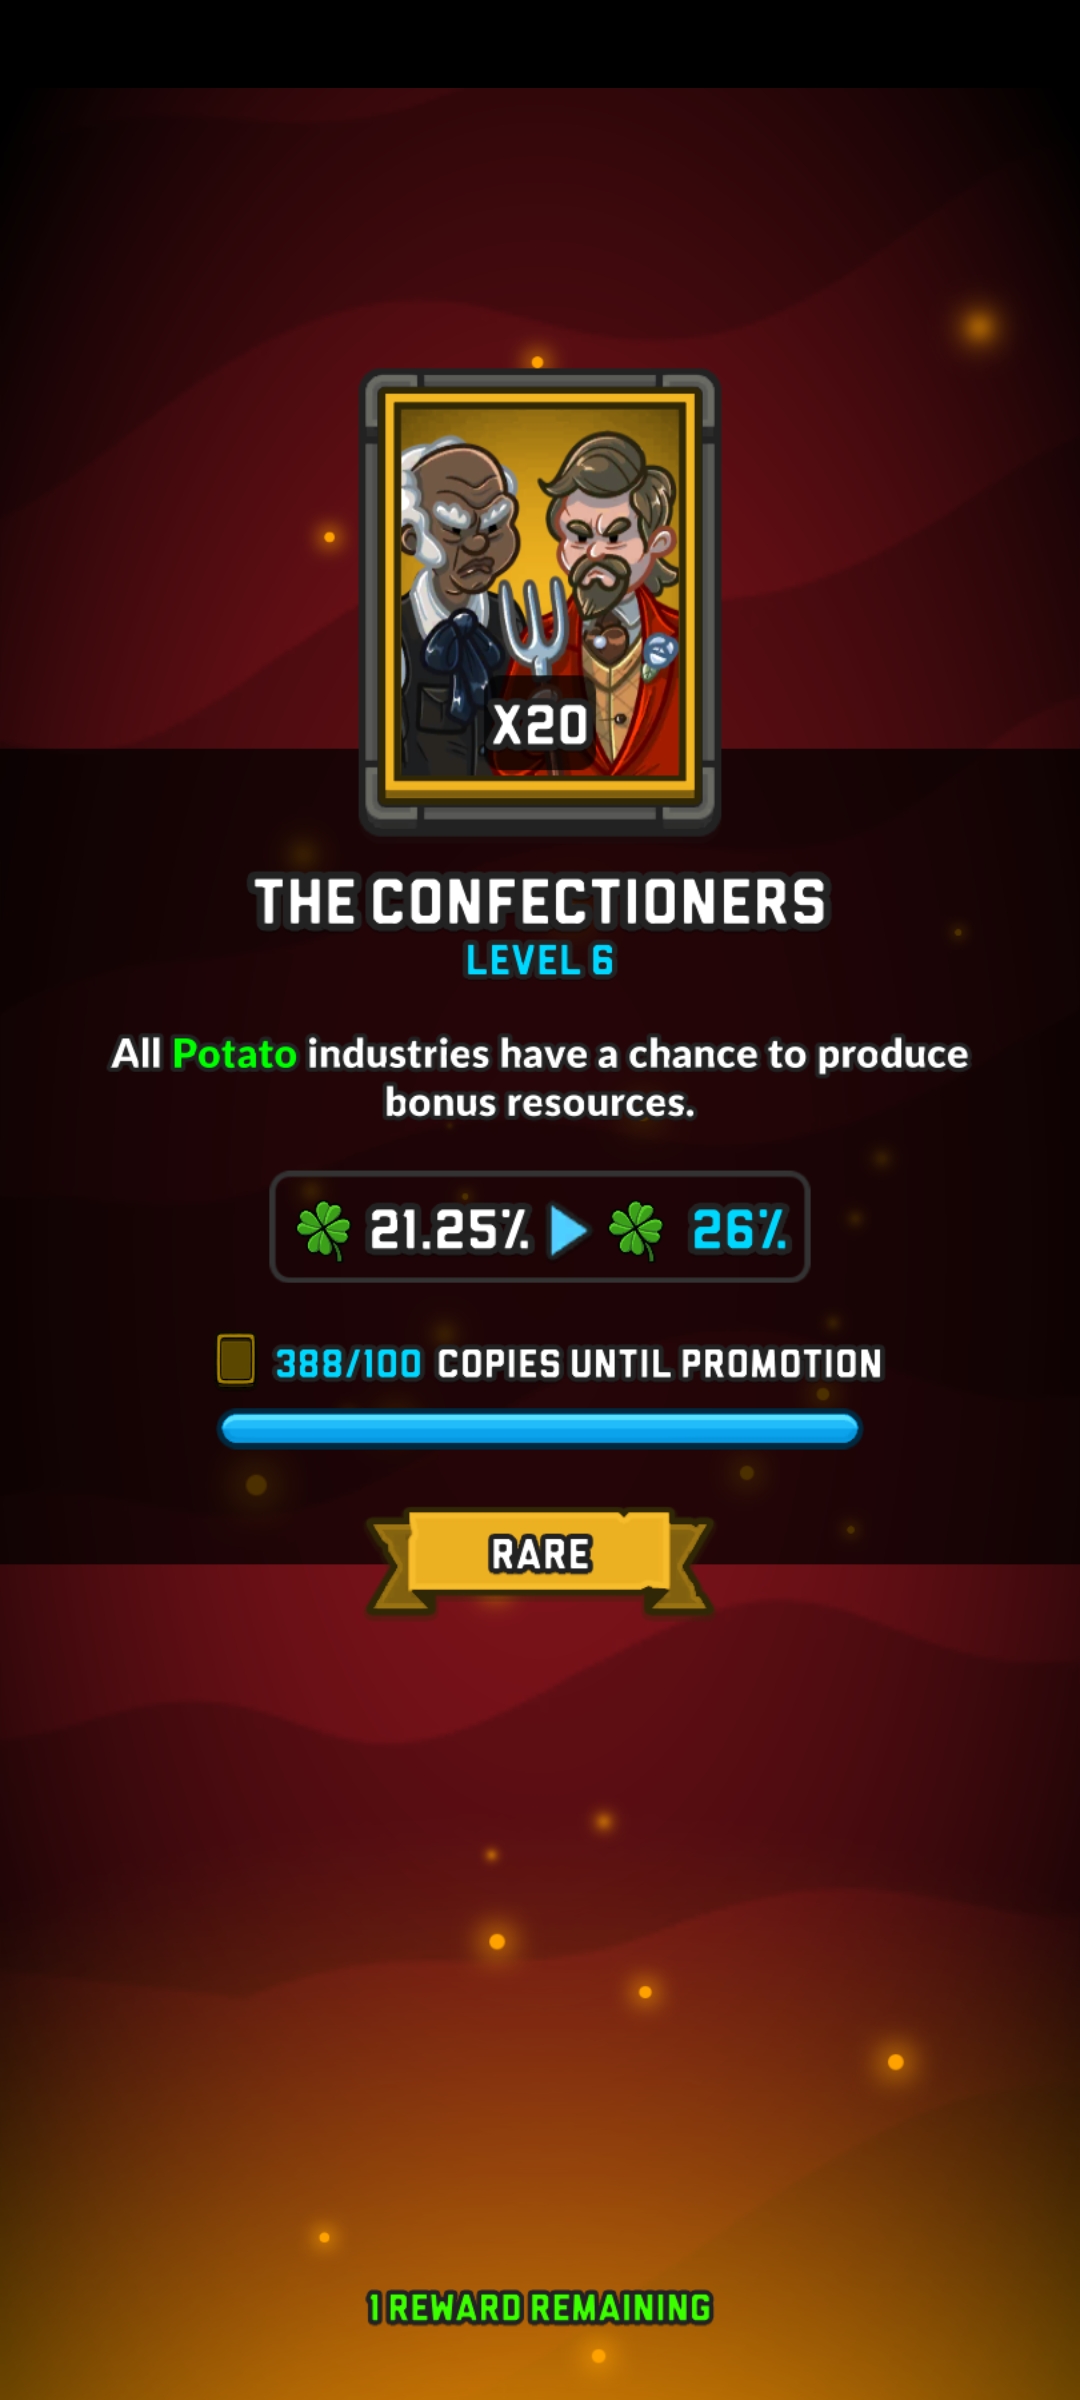 X20
THE CONFECTIONERS
LEVEL 6
All Potato industries have a chance to produce
bonus resources.
21.25% 26%
388/100 COPIES UNTIL PROMOTION
RARE
1 REWARD REMAINING